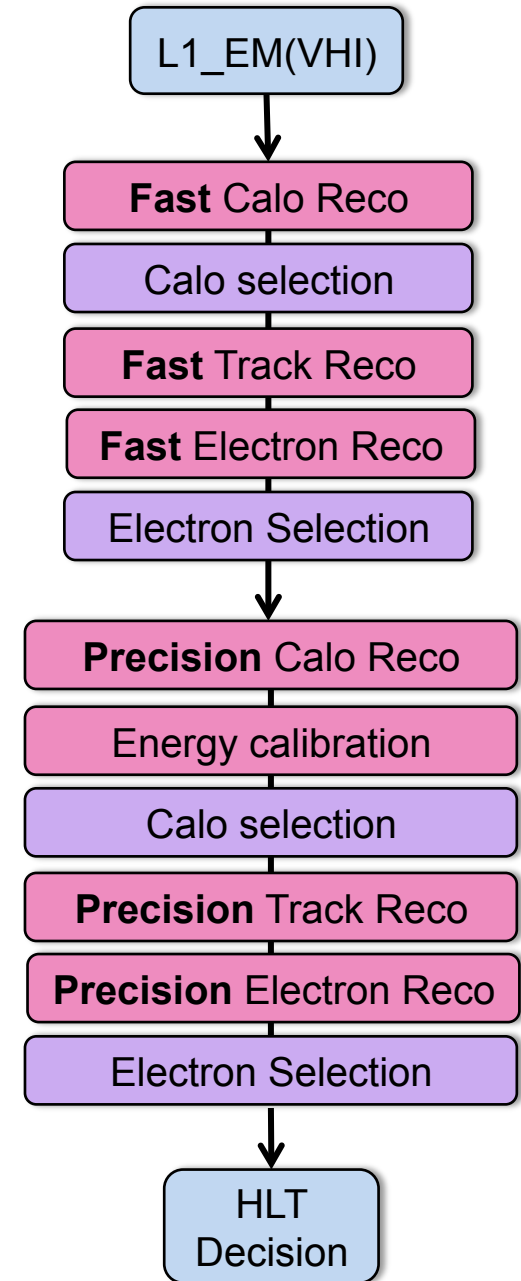 L1_EM(VHI)
Fast Calo Reco
Calo selection
Fast Track Reco
Fast Electron Reco
Electron Selection
Precision Calo Reco
Energy calibration
Calo selection
Precision Track Reco
Precision Electron Reco
Electron Selection
HLT
Decision